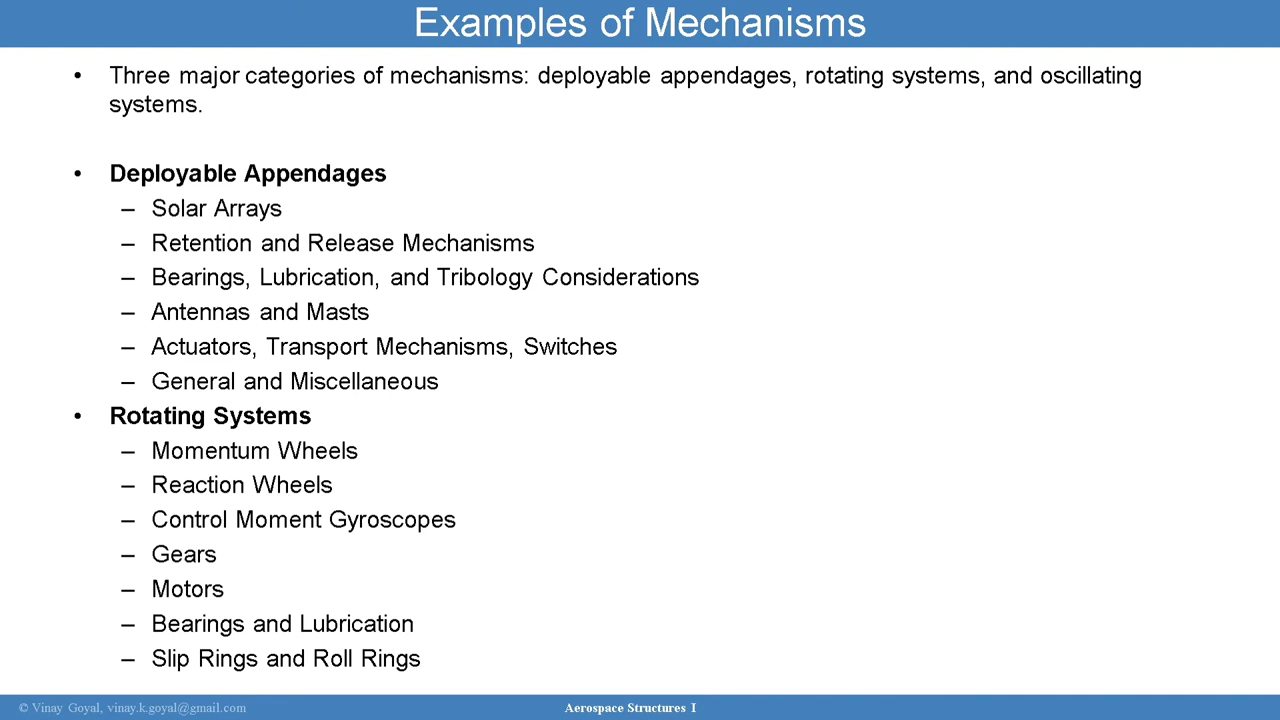 Examples of Mechanisms
• Three major categories of mechanisms: deployable appendages, rotating systems, and oscillating
systems.
• Deployable Appendages
– Solar Arrays
– Retention and Release Mechanisms
– Bearings, Lubrication, and Tribology Considerations
– Antennas and Masts
– Actuators, Transport Mechanisms, Switches
– General and Miscellaneous
• Rotating Systems
– Momentum Wheels
– Reaction Wheels
– Control Moment Gyroscopes
– Gears
– Motors
– Bearings and Lubrication
– Slip Rings and Roll Rings
© Vinay Goyal, vinay.k.goyal@gmail.com
Aerospace Structures I